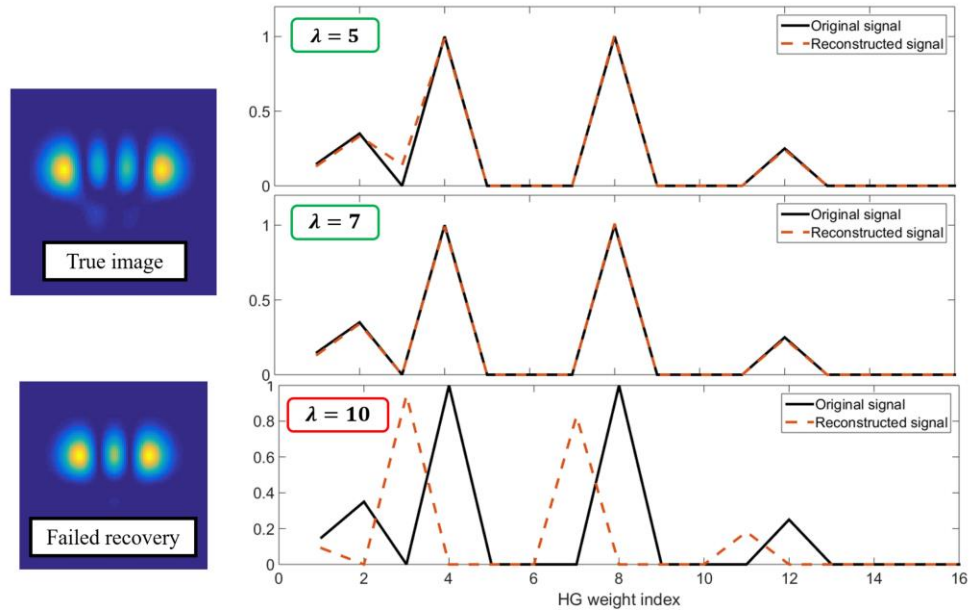 True image
Failed recovery
1
0.5
0
λ = 5
Original signal
Reconstructed signal
1
0.5
0
λ = 7
Original signal
Reconstructed signal
1
0.8
0.6
0.4
0.2
0
λ = 10
Original signal
Reconstructed signal
0 2 4 6 8 10 12 14 16
HG weight index